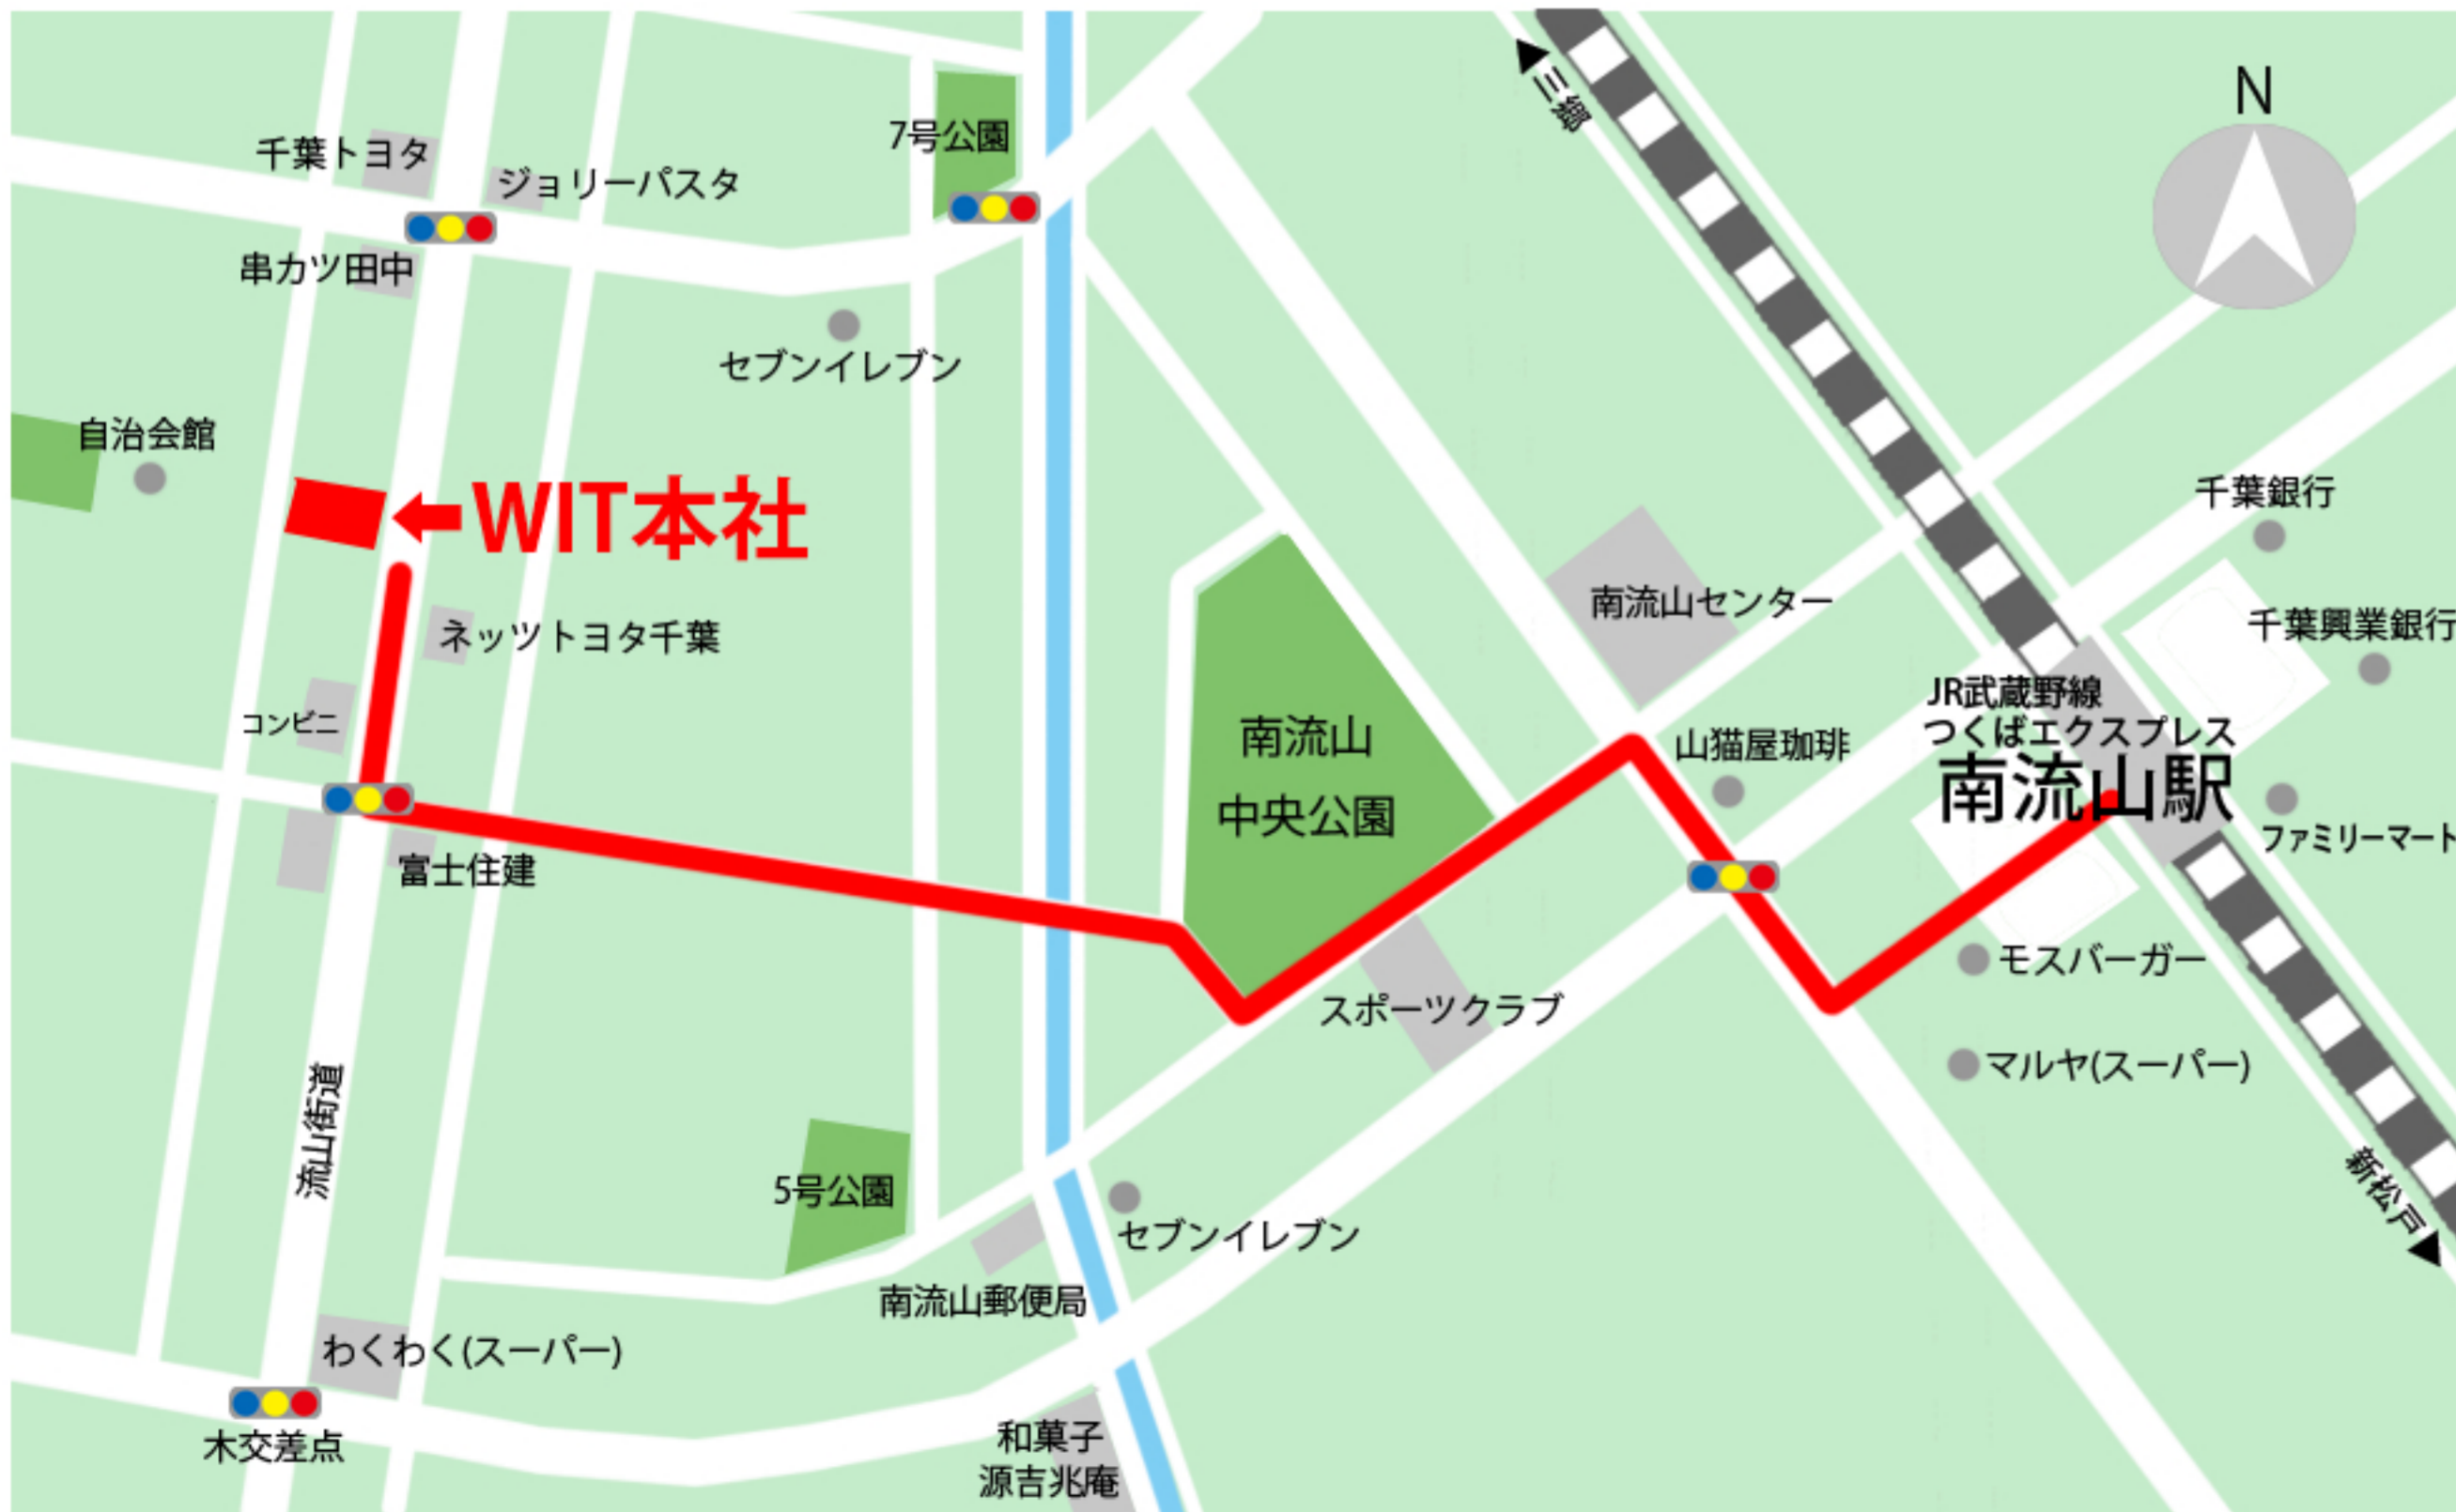 三郷
N
7号公園
千葉トヨタ
ジョリーパスタ
串カツ田中
セブンイレブン
自治会館
WIT本社
千葉銀行
南流山センター
千葉興業銀行
ネッツトヨタ千葉
JR武蔵野線
つくばエクスプレス
南流山駅
コンビニ
南流山
中央公園
山猫屋珈琲
ファミリーマート
富士住建
モスバーガー
スポーツクラブ
マルヤ(スーパー)
流山街道
5号公園
新松戸
セブンイレブン
南流山郵便局
わくわく(スーパー)
木交差点
和菓子
源吉兆庵